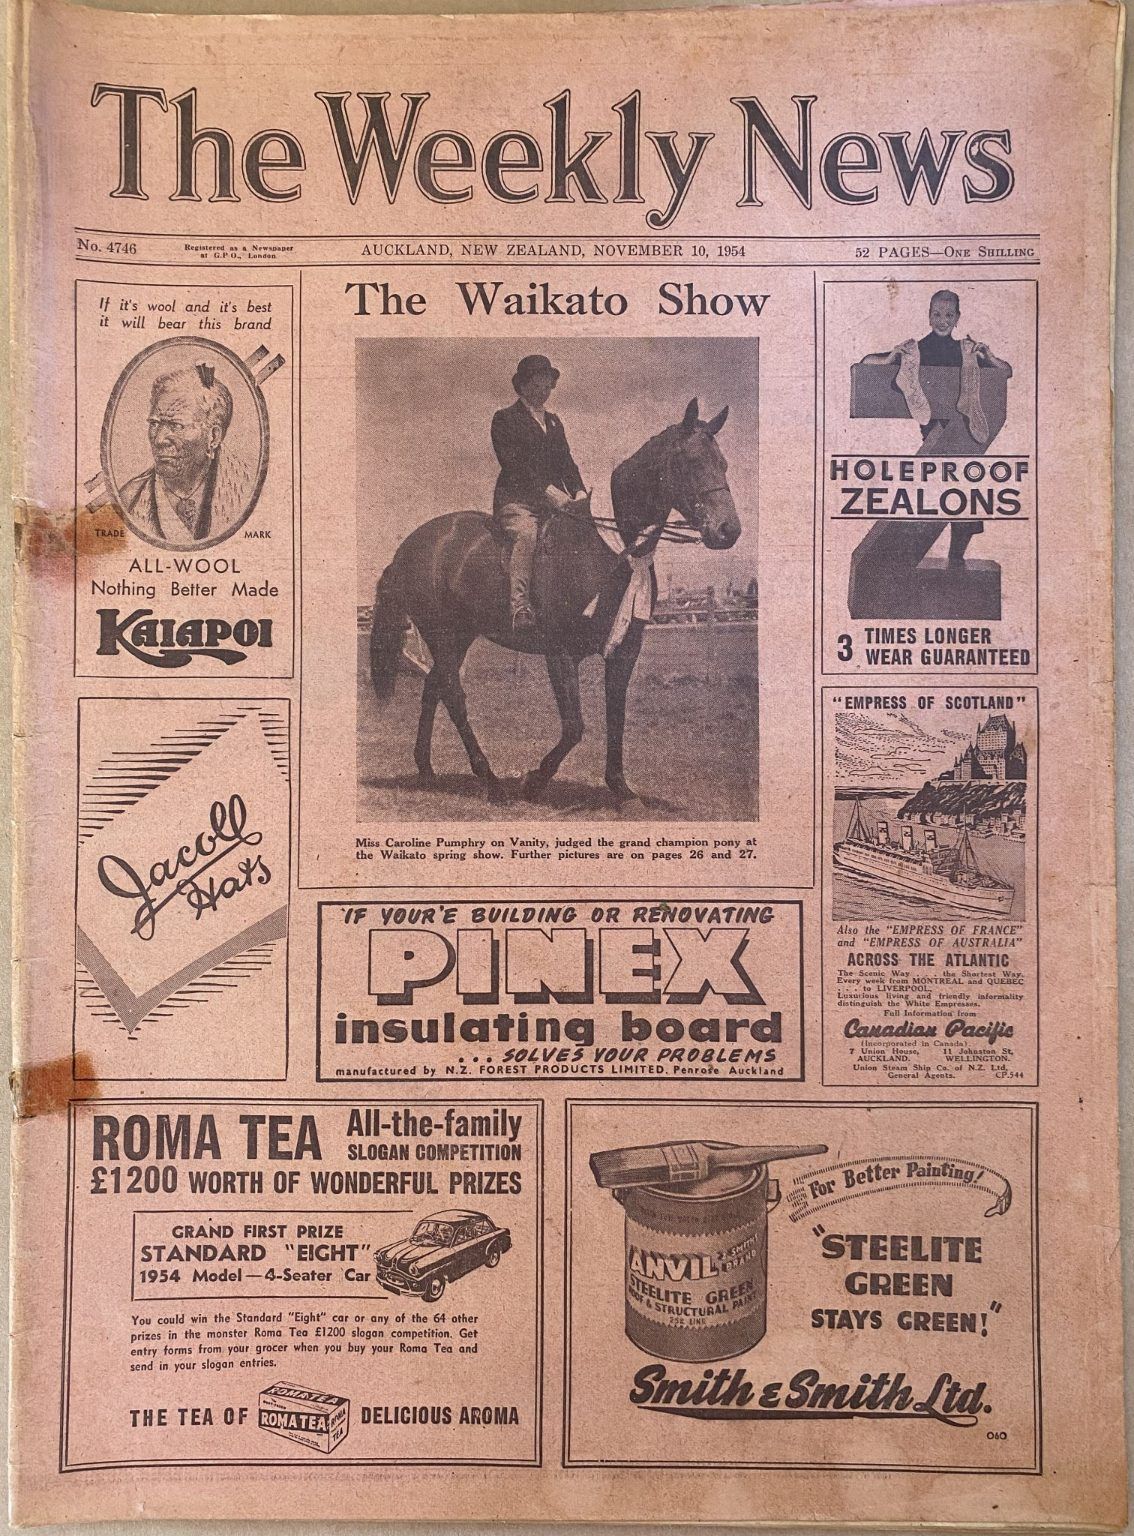 The Weekly News
No. 4746
Registered as a Newspaper
at G.P.O., London.
AUCKLAND, NEW ZEALAND, NOVEMBER 10, 1954
52 PAGES—ONE SHILLING
If it's wool and it's best
it will bear this brand
TRADE MARK
ALL-WOOL
Nothing Better Made
KAIAPOI
Jacoll
Hats
The Waikato Show
Miss Caroline Pumphry on Vanity, judged the grand champion pony at
the Waikato spring show. Further pictures are on pages 26 and 27.
IF YOUR'E BUILDING OR RENOVATING
PINEX
insulating board
... SOLVES YOUR PROBLEMS
manufactured by N.Z. FOREST PRODUCTS LIMITED. Penrose Auckland
HOLEPROOF
ZEALONS
3 TIMES LONGER
WEAR GUARANTEED
"EMPRESS OF SCOTLAND"
Also the "EMPRESS OF FRANCE"
and "EMPRESS OF AUSTRALIA"
ACROSS THE ATLANTIC
The Scenic Way . . . the Shortest Way.
Every week from MONTREAL and QUEBEC
. . . to LIVERPOOL.
Luxurious living and friendly informality
distinguish the White Empresses.
Full Information from
Canadian Pacific
(Incorporated in Canada)
7 Union House, 11 Johnston St,
AUCKLAND. WELLINGTON.
Union Steam Ship Co. of N.Z. Ltd,
General Agents. CP.544
ROMA TEA All-the-family
SLOGAN COMPETITION
£1200 WORTH OF WONDERFUL PRIZES
GRAND FIRST PRIZE
STANDARD "EIGHT"
1954 Model—4-Seater Car
You could win the Standard "Eight" car or any of the 64 other
prizes in the monster Roma Tea £1200 slogan competition. Get
entry forms from your grocer when you buy your Roma Tea and
send in your slogan entries.
ROMA TEA
ROMA TEA
ROMA
TEA
THE TEA OF DELICIOUS AROMA
ANVIL
J. SMITH
BRAND
STEELITE GREEN
ROOF & STRUCTURAL PAINT
For Better Painting!
"STEELITE
GREEN
STAYS GREEN!"
Smith & Smith Ltd.
060